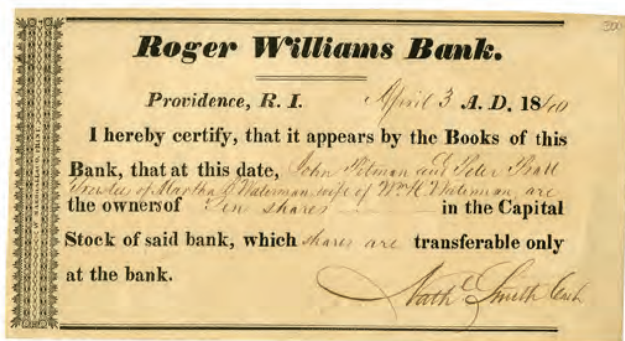 300
Roger Williams Bank.
Providence, R. I. April 3 A. D. 1840
I hereby certify, that it appears by the Books of this
Bank, that at this date, John Pitman and Peter Pratt
Trustees of Martha B Waterman wife of Wm H. Waterman, are
the owners of Ten shares in the Capital
Stock of said bank, which shares are transferable only
at the bank.
Nathl Smith Cash